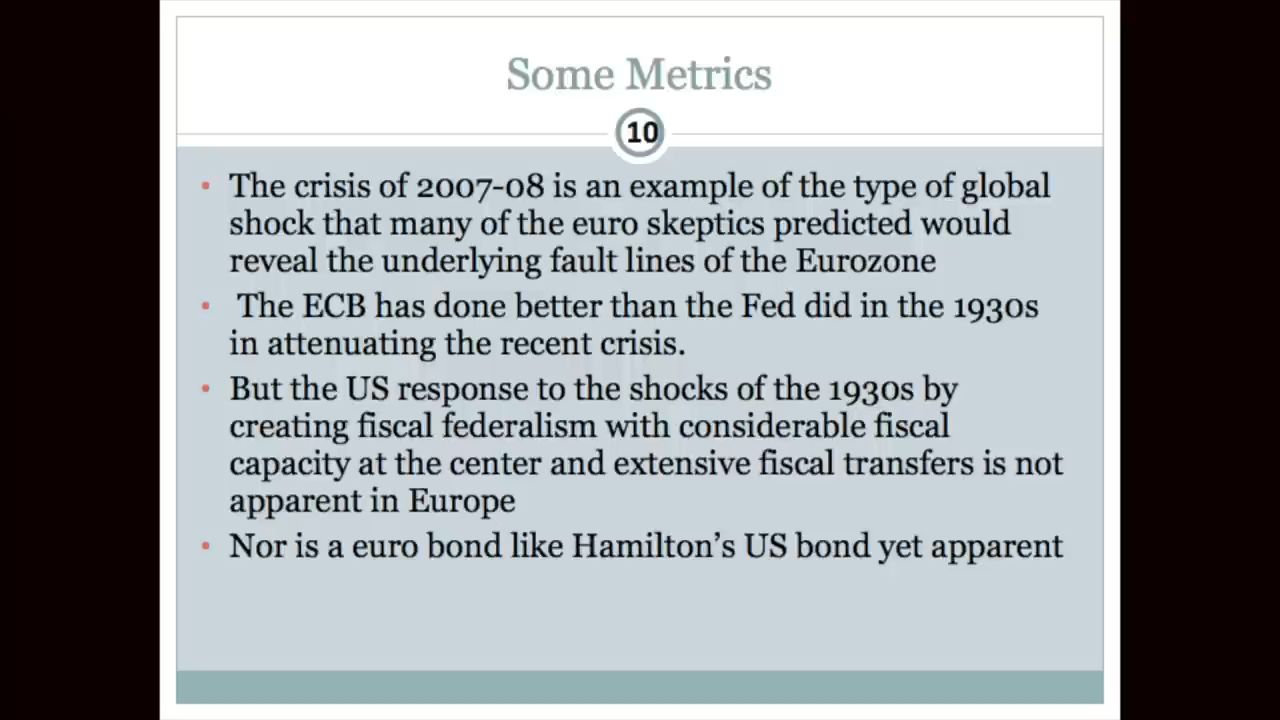 Some Metrics
10
• The crisis of 2007-08 is an example of the type of global
shock that many of the euro skeptics predicted would
reveal the underlying fault lines of the Eurozone
• The ECB has done better than the Fed did in the 1930s
in attenuating the recent crisis.
• But the US response to the shocks of the 1930s by
creating fiscal federalism with considerable fiscal
capacity at the center and extensive fiscal transfers is not
apparent in Europe
• Nor is a euro bond like Hamilton’s US bond yet apparent